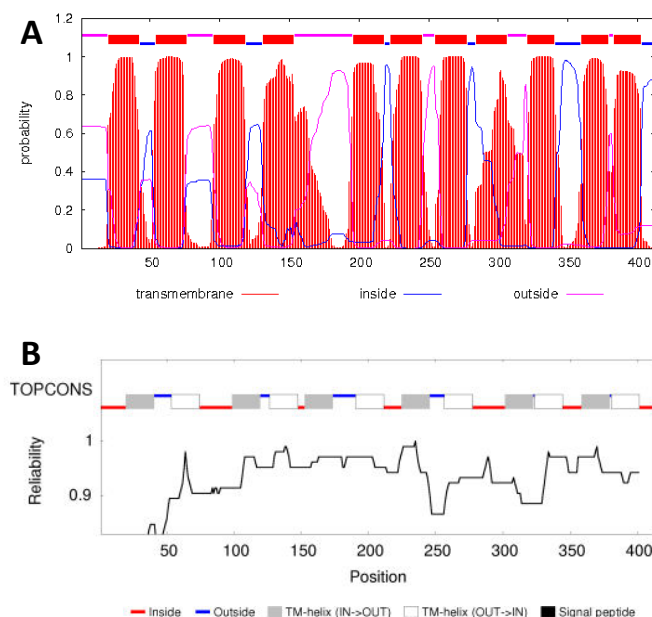 A
1.2
1
0.8
0.6
0.4
0.2
0
probability
50 100 150 200 250 300 350 400
transmembrane inside outside
B
TOPCONS
Reliability
1
0.9
50 100 150 200 250 300 350 400
Position
Inside Outside TM-helix (IN->OUT) TM-helix (OUT->IN) Signal peptide